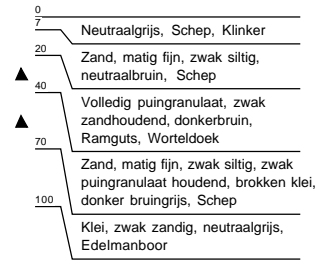 0
7
Neutraalgrijs, Schep, Klinker
20
Zand, matig fijn, zwak siltig,
neutraalbruin, Schep
40
Volledig puingranulaat, zwak
zandhoudend, donkerbruin,
Ramguts, Worteldoek
70
Zand, matig fijn, zwak siltig, zwak
puingranulaat houdend, brokken klei,
donker bruingrijs, Schep
100
Klei, zwak zandig, neutraalgrijs,
Edelmanboor